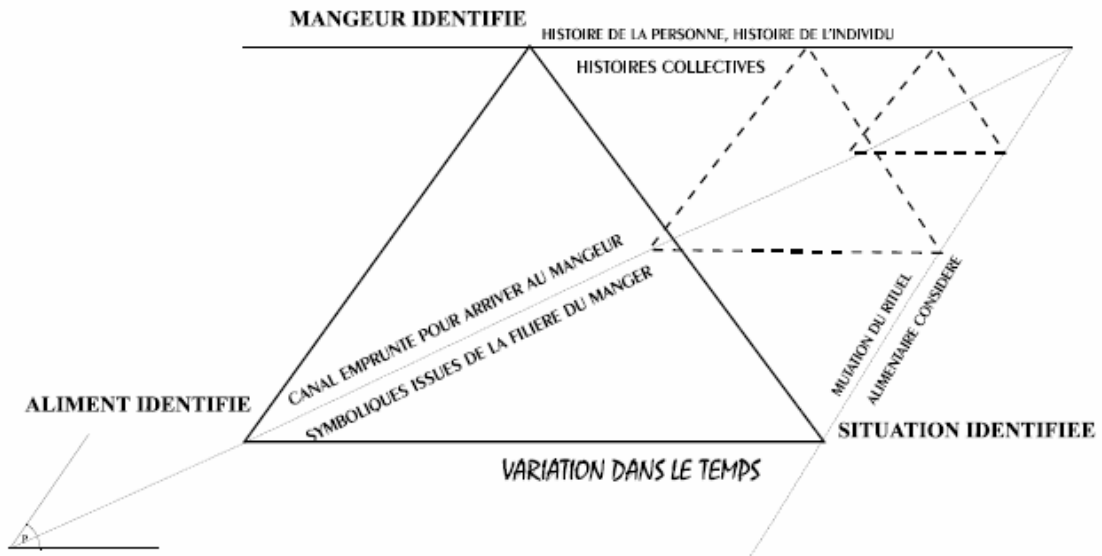 MANGEUR IDENTIFIE
HISTOIRE DE LA PERSONNE, HISTOIRE DE L'INDIVIDU
HISTOIRES COLLECTIVES
CANAL EMPRUNTE POUR ARRIVER AU MANGEUR
SYMBOLIQUES ISSUES DE LA FILIERE DU MANGER
MUTATION DU RITUEL
ALIMENTAIRE CONSIDERE
ALIMENT IDENTIFIE
SITUATION IDENTIFIEE
VARIATION DANS LE TEMPS
P